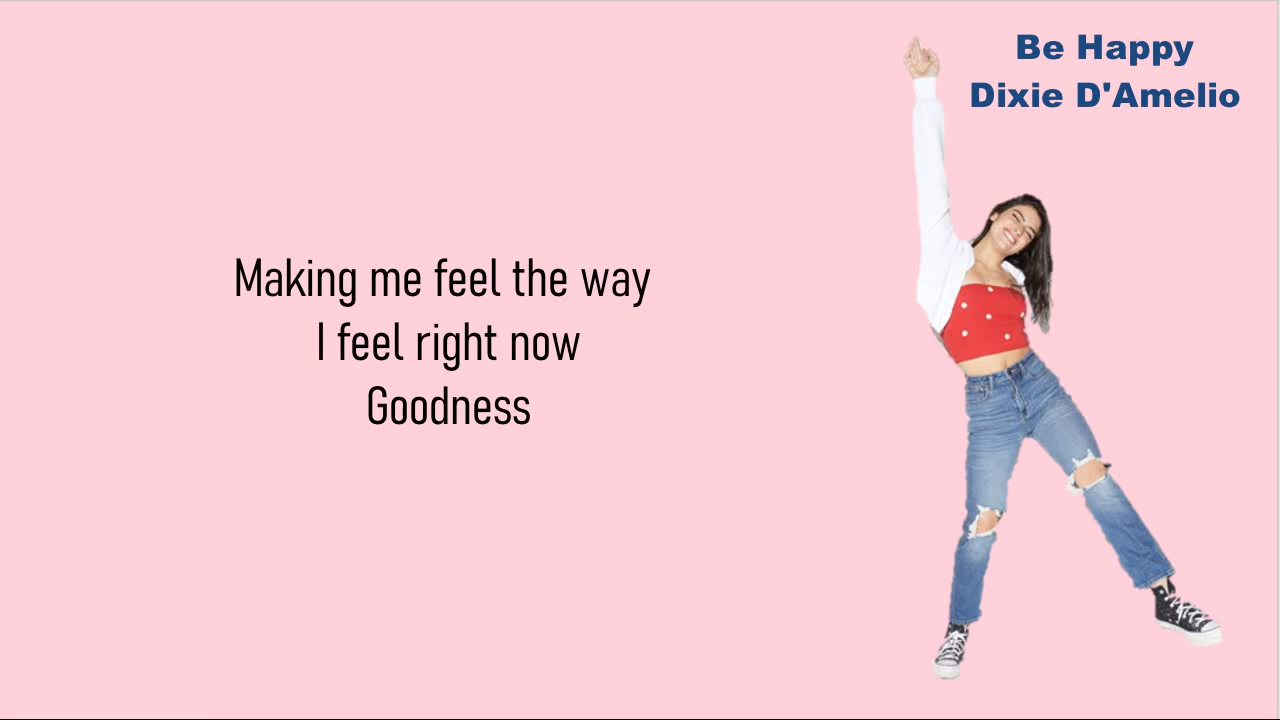 Be Happy
Dixie D'Amelio
Making me feel the way
I feel right now
Goodness